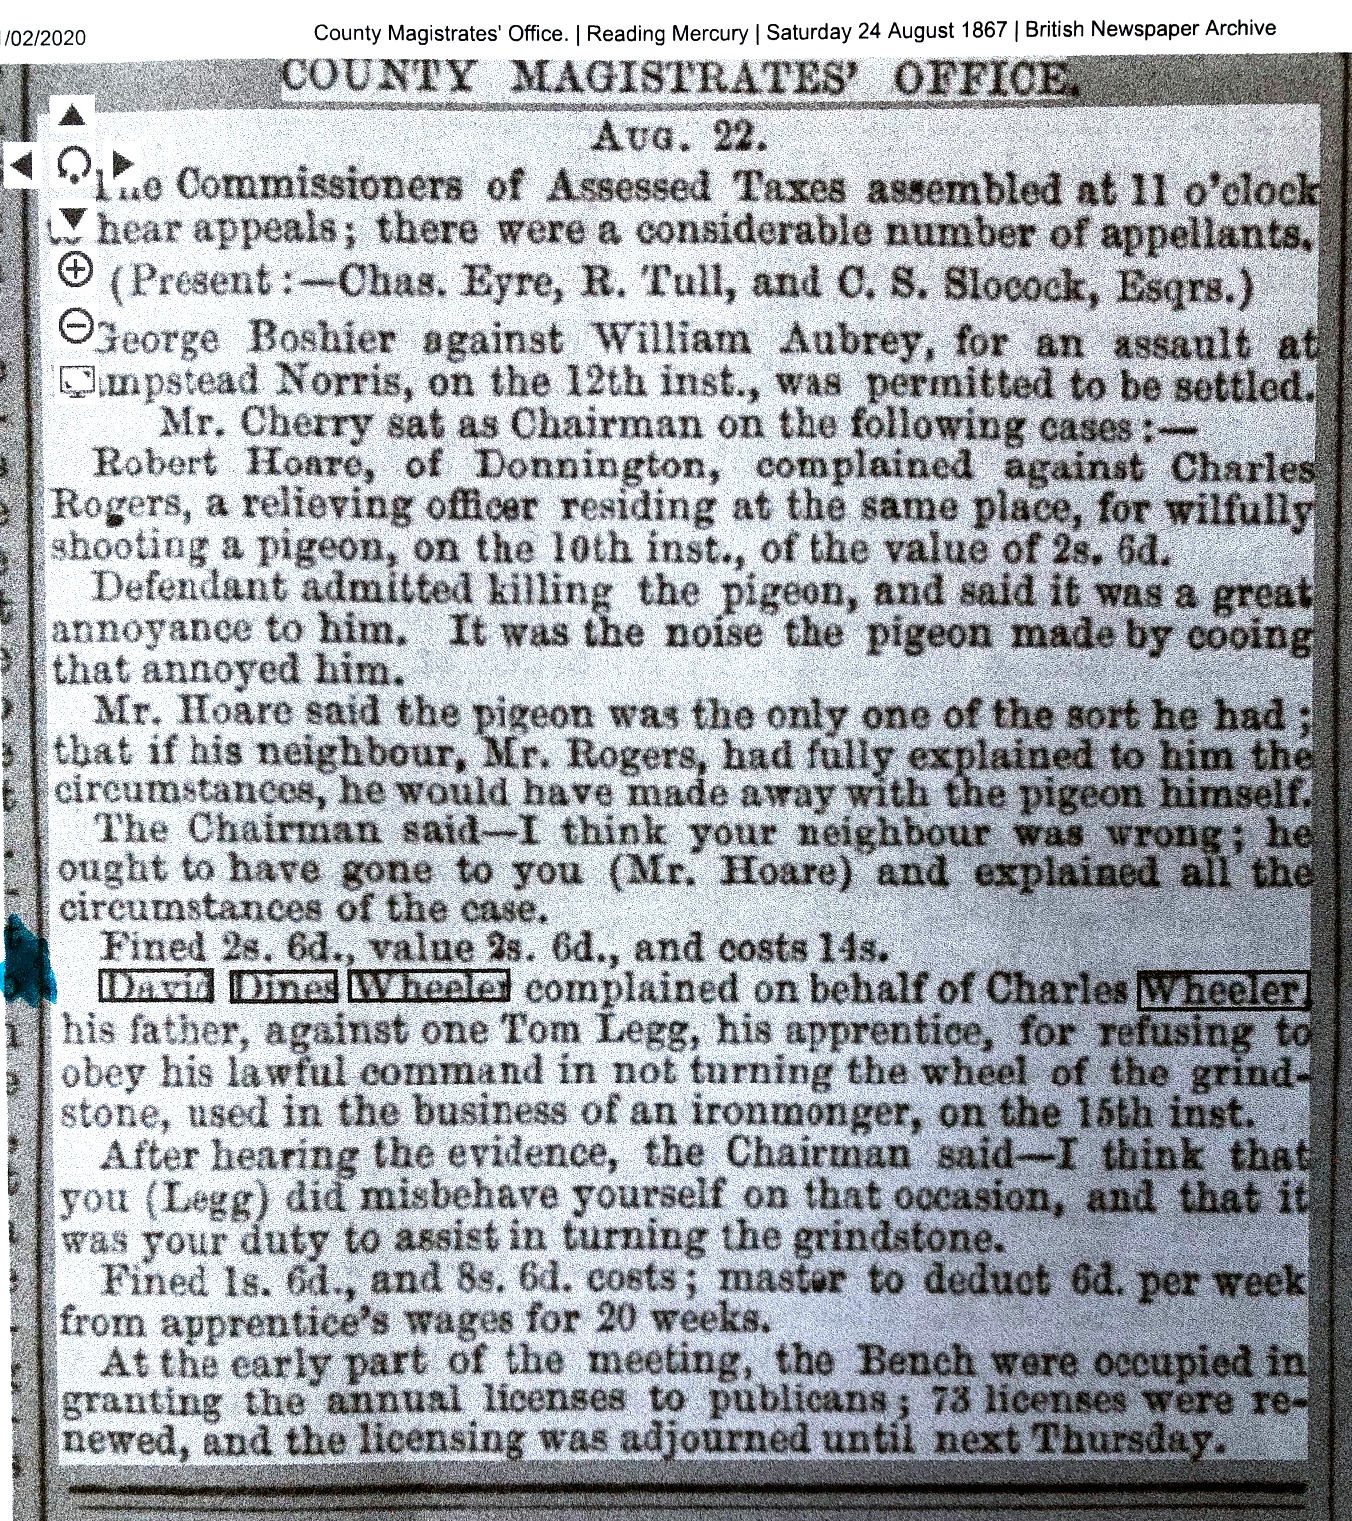 /02/2020
County Magistrates' Office. | Reading Mercury | Saturday 24 August 1867 | British Newspaper Archive
COUNTY MAGISTRATES' OFFICE.
AUG. 22.
The Commissioners of Assessed Taxes assembled at 11 o'clock
hear appeals; there were a considerable number of appellants.
(Present:—Chas. Eyre, R. Tull, and C. S. Slocock, Esqrs.)
George Boshier against William Aubrey, for an assault at
mpstead Norris, on the 12th inst., was permitted to be settled.
Mr. Cherry sat as Chairman on the following cases:—
Robert Hoare, of Donnington, complained against Charles
Rogers, a relieving officer residing at the same place, for wilfully
shooting a pigeon, on the 10th inst., of the value of 2s. 6d.
Defendant admitted killing the pigeon, and said it was a great
annoyance to him. It was the noise the pigeon made by cooing
that annoyed him.
Mr. Hoare said the pigeon was the only one of the sort he had;
that if his neighbour, Mr. Rogers, had fully explained to him the
circumstances, he would have made away with the pigeon himself.
The Chairman said—I think your neighbour was wrong; he
ought to have gone to you (Mr. Hoare) and explained all the
circumstances of the case.
Fined 2s. 6d., value 2s. 6d., and costs 14s.
David Dines Wheeler complained on behalf of Charles Wheeler,
his father, against one Tom Legg, his apprentice, for refusing to
obey his lawful command in not turning the wheel of the grind-
stone, used in the business of an ironmonger, on the 15th inst.
After hearing the evidence, the Chairman said—I think that
you (Legg) did misbehave yourself on that occasion, and that it
was your duty to assist in turning the grindstone.
Fined 1s. 6d., and 8s. 6d. costs; master to deduct 6d. per week
from apprentice's wages for 20 weeks.
At the early part of the meeting, the Bench were occupied in
granting the annual licenses to publicans; 73 licenses were re-
newed, and the licensing was adjourned until next Thursday.